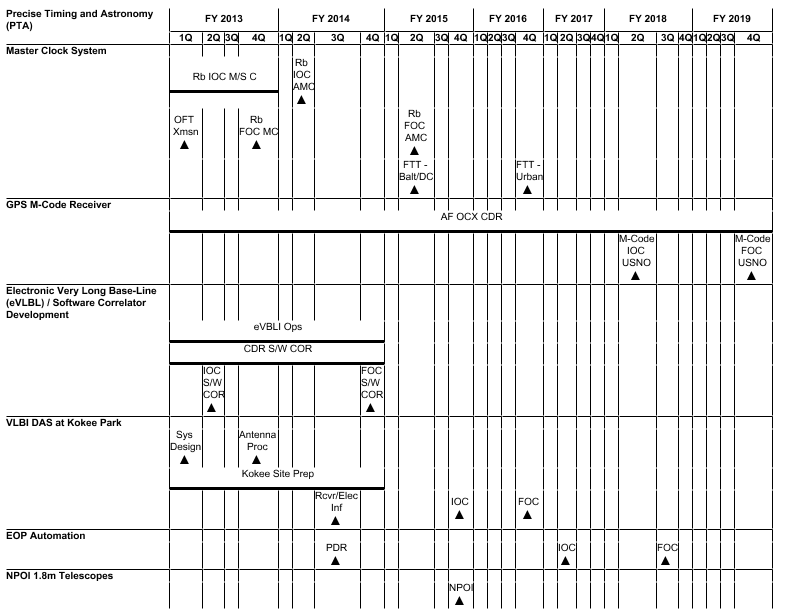 Precise Timing and Astronomy
(PTA)
FY 2013 FY 2014 FY 2015 FY 2016 FY 2017 FY 2018 FY 2019
1Q 2Q 3Q 4Q 1Q 2Q 3Q 4Q 1Q 2Q 3Q 4Q 1Q 2Q 3Q 4Q 1Q 2Q 3Q 4Q 1Q 2Q 3Q 4Q 1Q 2Q 3Q 4Q
Master Clock System
Rb IOC M/S C
Rb
IOC
AMC
OFT
Xmsn
Rb
FOC MC
Rb
FOC
AMC
FTT -
Balt/DC
FTT -
Urban
GPS M-Code Receiver
AF OCX CDR
M-Code
IOC
USNO
M-Code
FOC
USNO
Electronic Very Long Base-Line
(eVLBL) / Software Correlator
Development
eVBLI Ops
CDR S/W COR
IOC
S/W
COR
FOC
S/W
COR
VLBI DAS at Kokee Park
Sys
Design
Antenna
Proc
Kokee Site Prep
Rcvr/Elec
Inf
IOC
FOC
EOP Automation
PDR
IOC
FOC
NPOI 1.8m Telescopes
NPOI